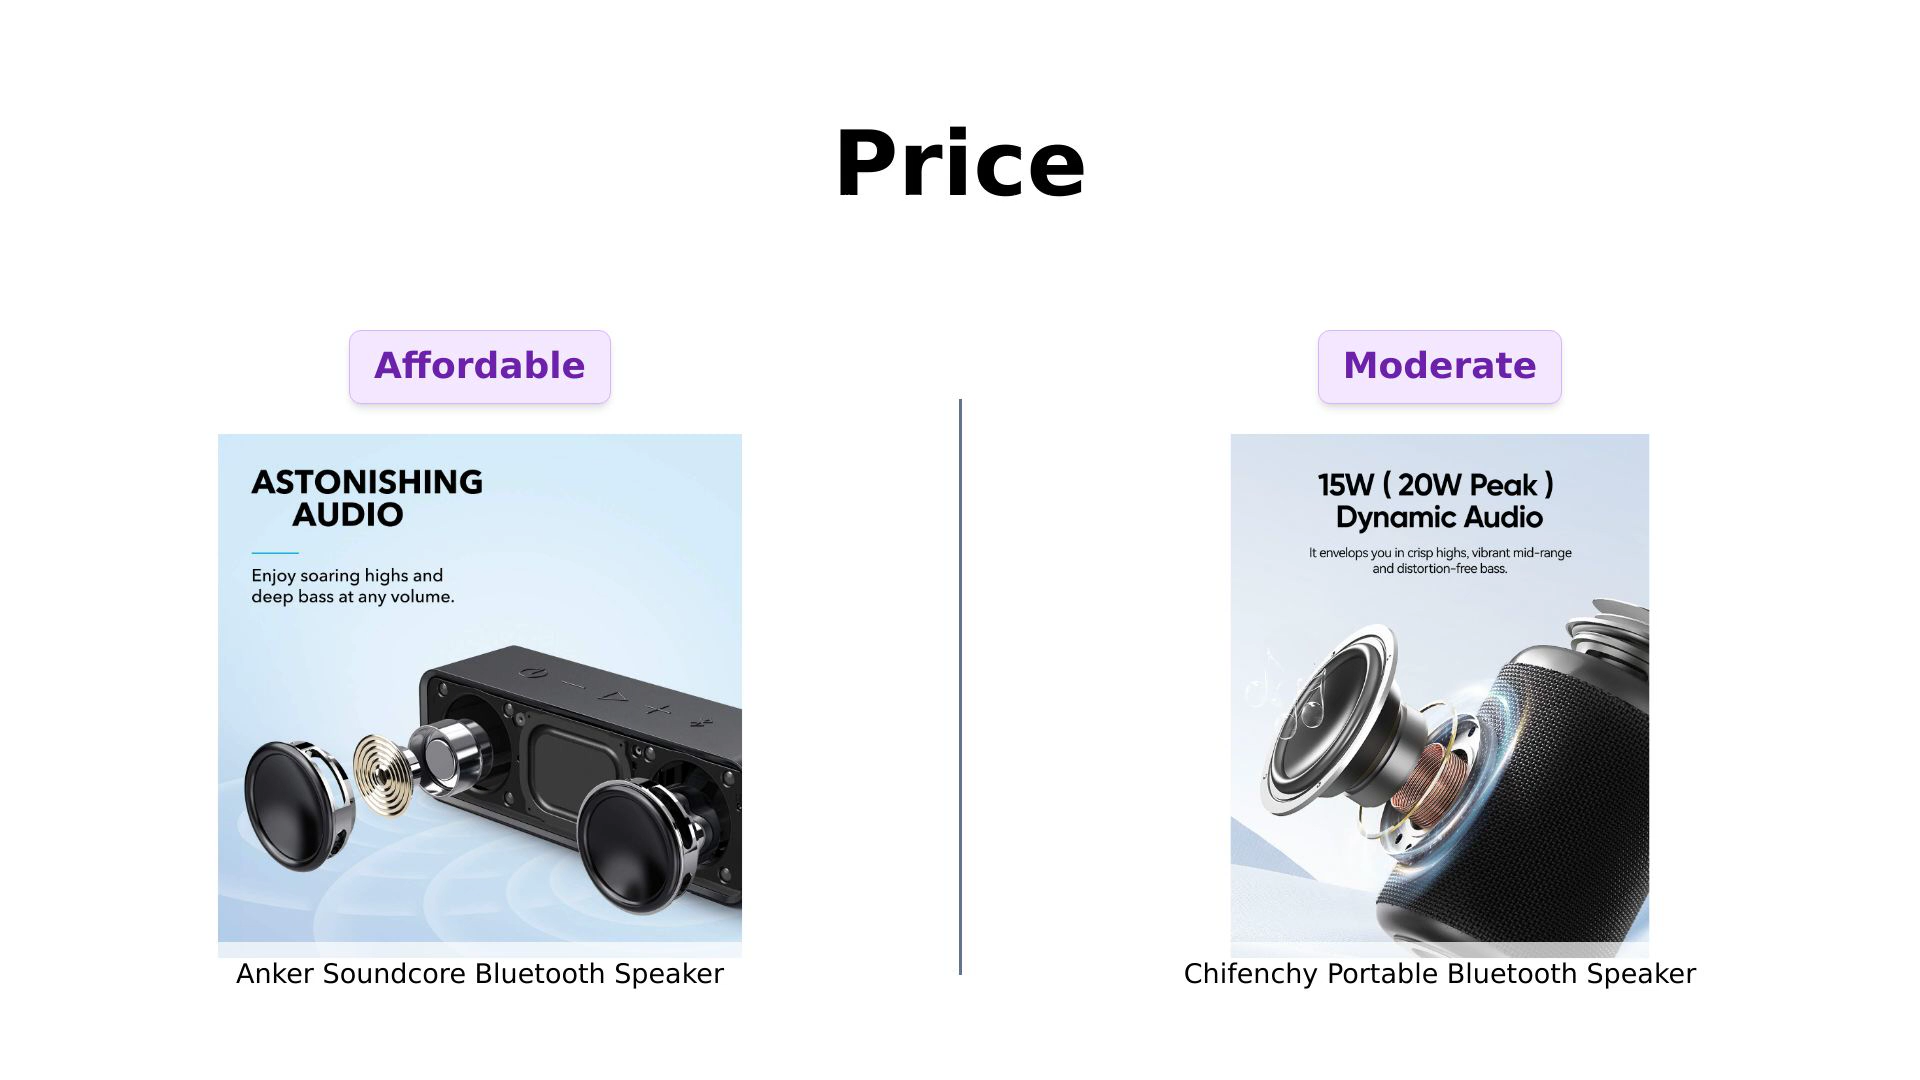 Price
Affordable
ASTONISHING
AUDIO
Enjoy soaring highs and
deep bass at any volume.
Anker Soundcore Bluetooth Speaker
Moderate
15W ( 20W Peak )
Dynamic Audio
It envelops you in crisp highs, vibrant mid-range
and distortion-free bass.
Chifenchy Portable Bluetooth Speaker